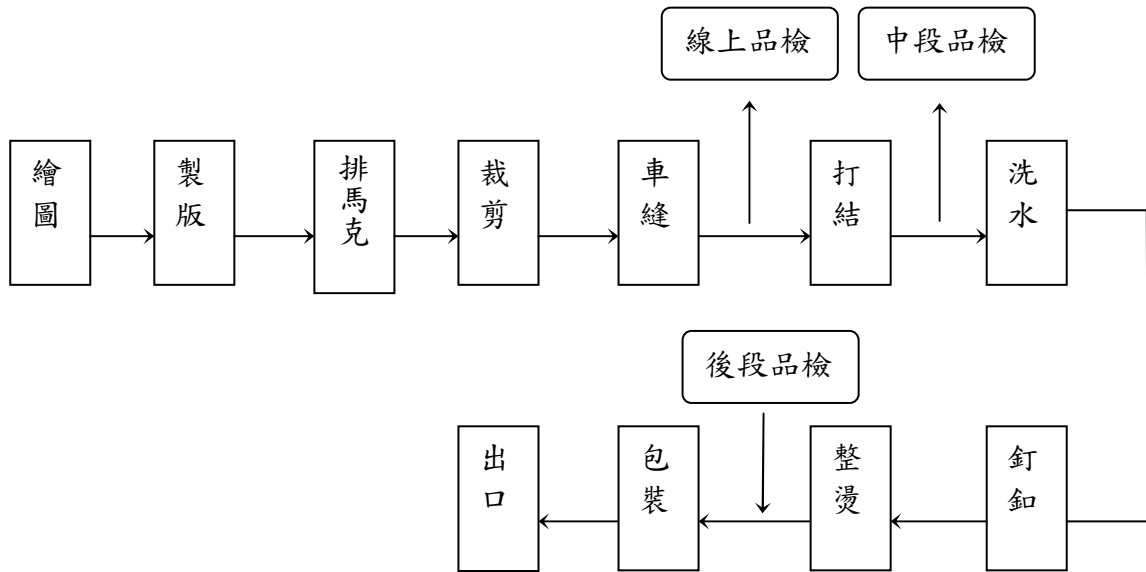 線上品檢
中段品檢
繪圖
製版
排馬克
裁剪
車縫
打結
洗水
後段品檢
出口
包裝
整燙
釘釦